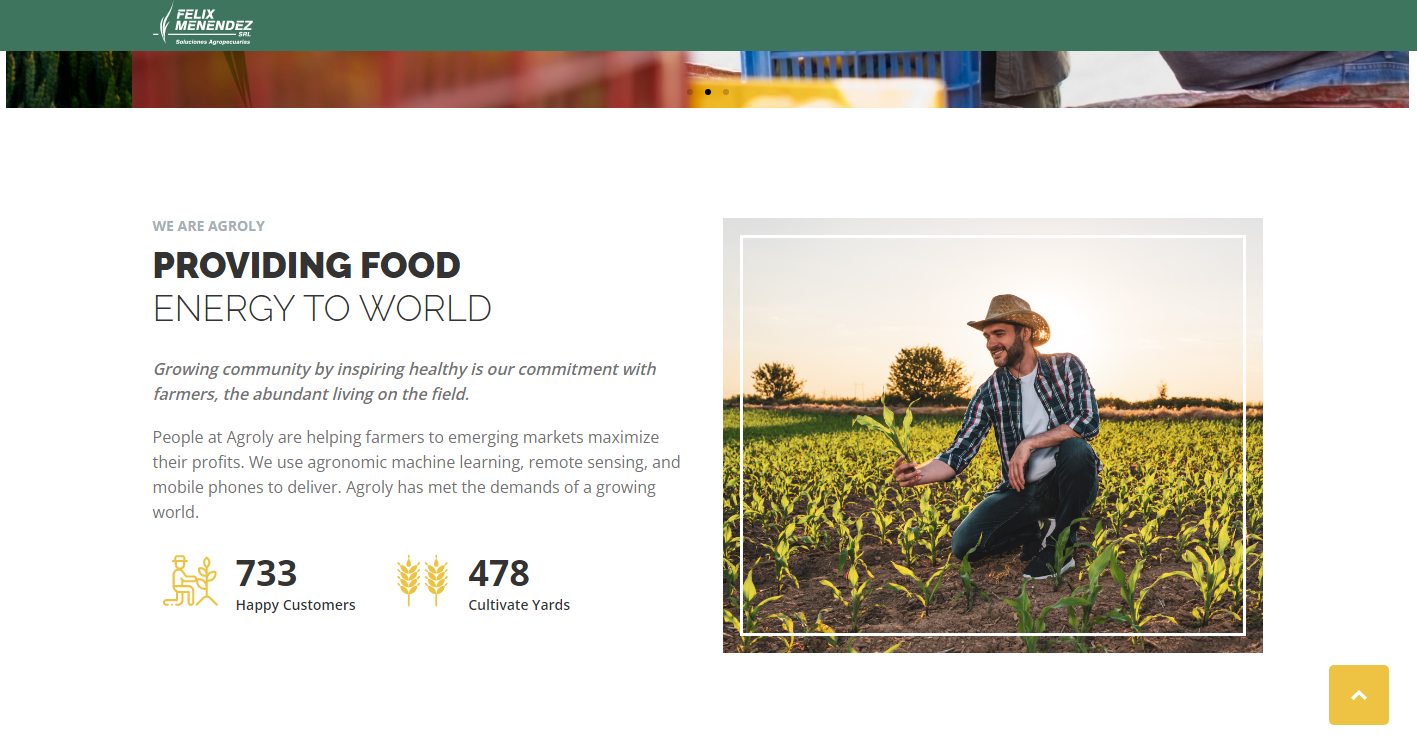 FELIX
MENENDEZ
SRL
Soluciones Agropecuarias
WE ARE AGROLY
PROVIDING FOOD
ENERGY TO WORLD
Growing community by inspiring healthy is our commitment with
farmers, the abundant living on the field.
People at Agroly are helping farmers to emerging markets maximize
their profits. We use agronomic machine learning, remote sensing, and
mobile phones to deliver. Agroly has met the demands of a growing
world.
733
Happy Customers
478
Cultivate Yards